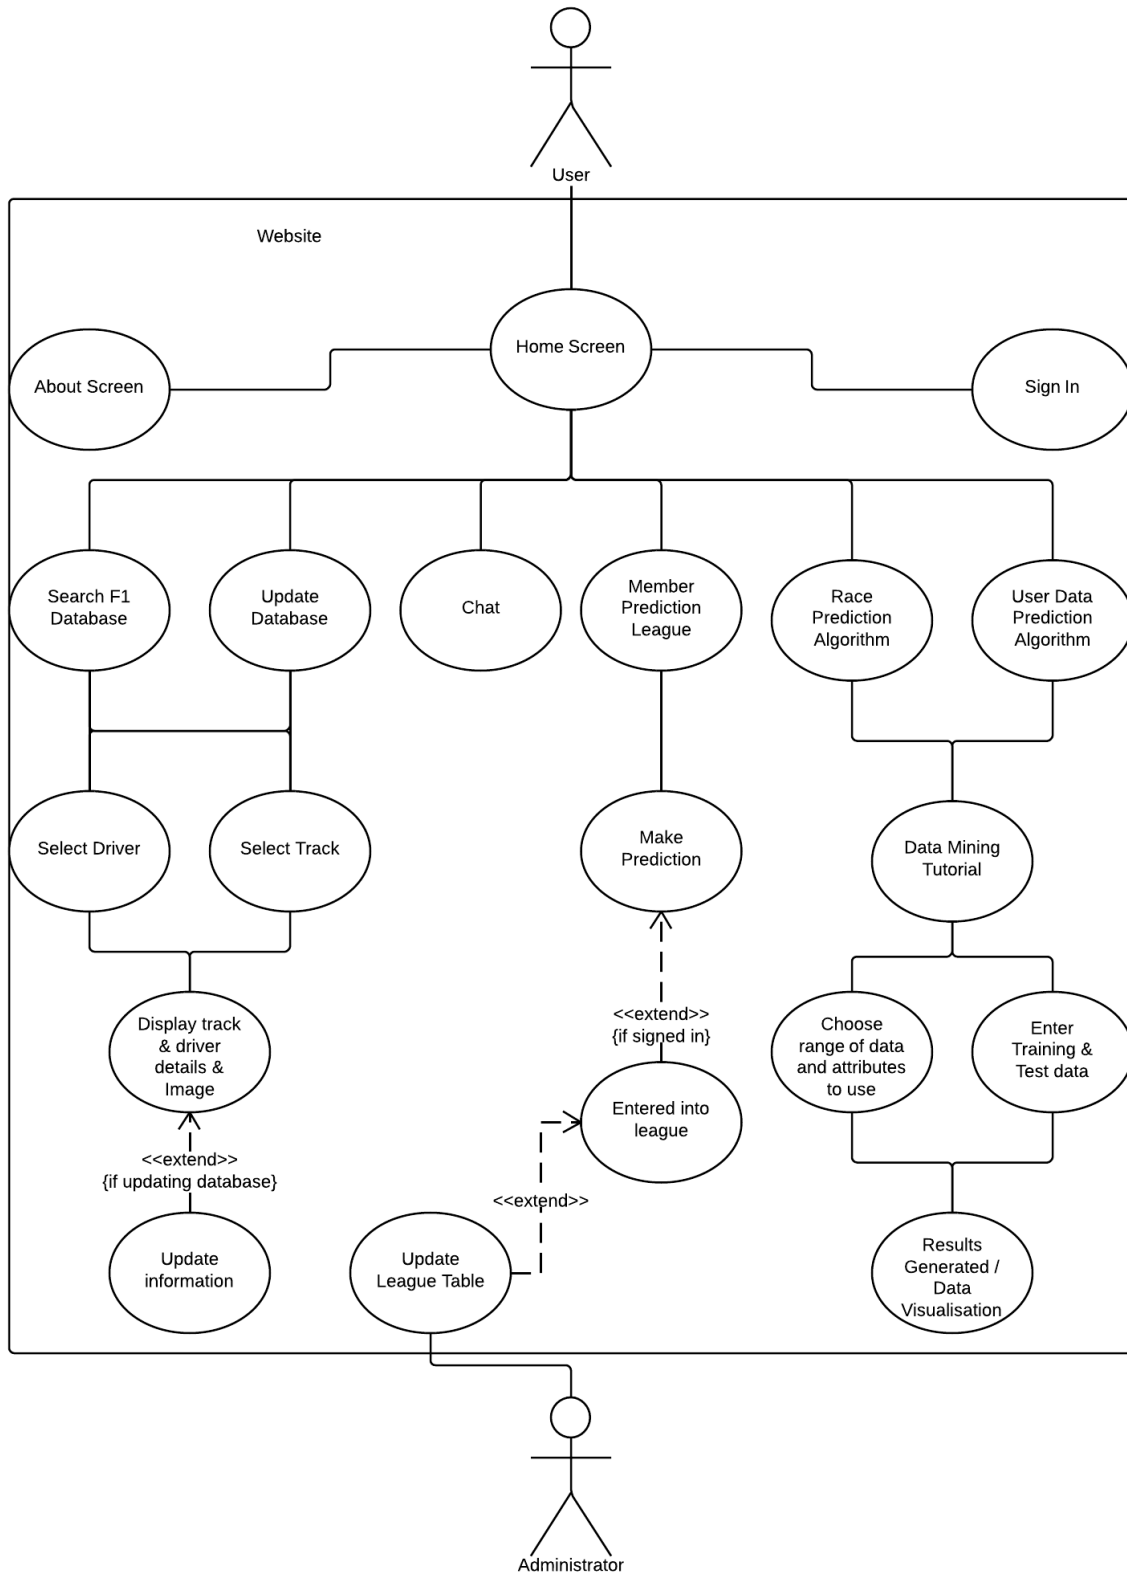 User
Website
Home Screen
About Screen
Sign In
Search F1
Database
Update
Database
Chat
Member
Prediction
League
Race
Prediction
Algorithm
User Data
Prediction
Algorithm
Select Driver
Select Track
Make
Prediction
Data Mining
Tutorial
Display track
& driver
details &
Image
<<extend>>
{if signed in}
Choose
range of data
and attributes
to use
Enter
Training &
Test data
Entered into
league
<<extend>>
{if updating database}
<<extend>>
Update
information
Update
League Table
Results
Generated /
Data
Visualisation
Administrator